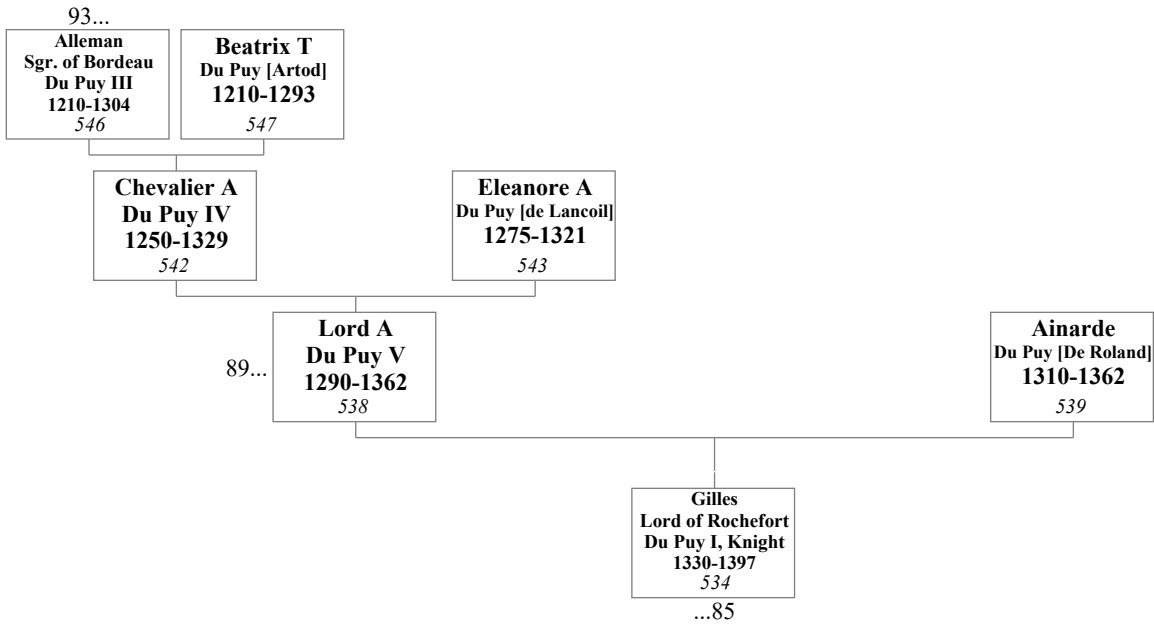 93...
Alleman
Sgr. of Bordeau
Du Puy III
1210-1304
546
Beatrix T
Du Puy [Artod]
1210-1293
547
Chevalier A
Du Puy IV
1250-1329
542
Eleanore A
Du Puy [de Lancoil]
1275-1321
543
89...
Lord A
Du Puy V
1290-1362
538
Ainarde
Du Puy [De Roland]
1310-1362
539
Gilles
Lord of Rochefort
Du Puy I, Knight
1330-1397
534
...85